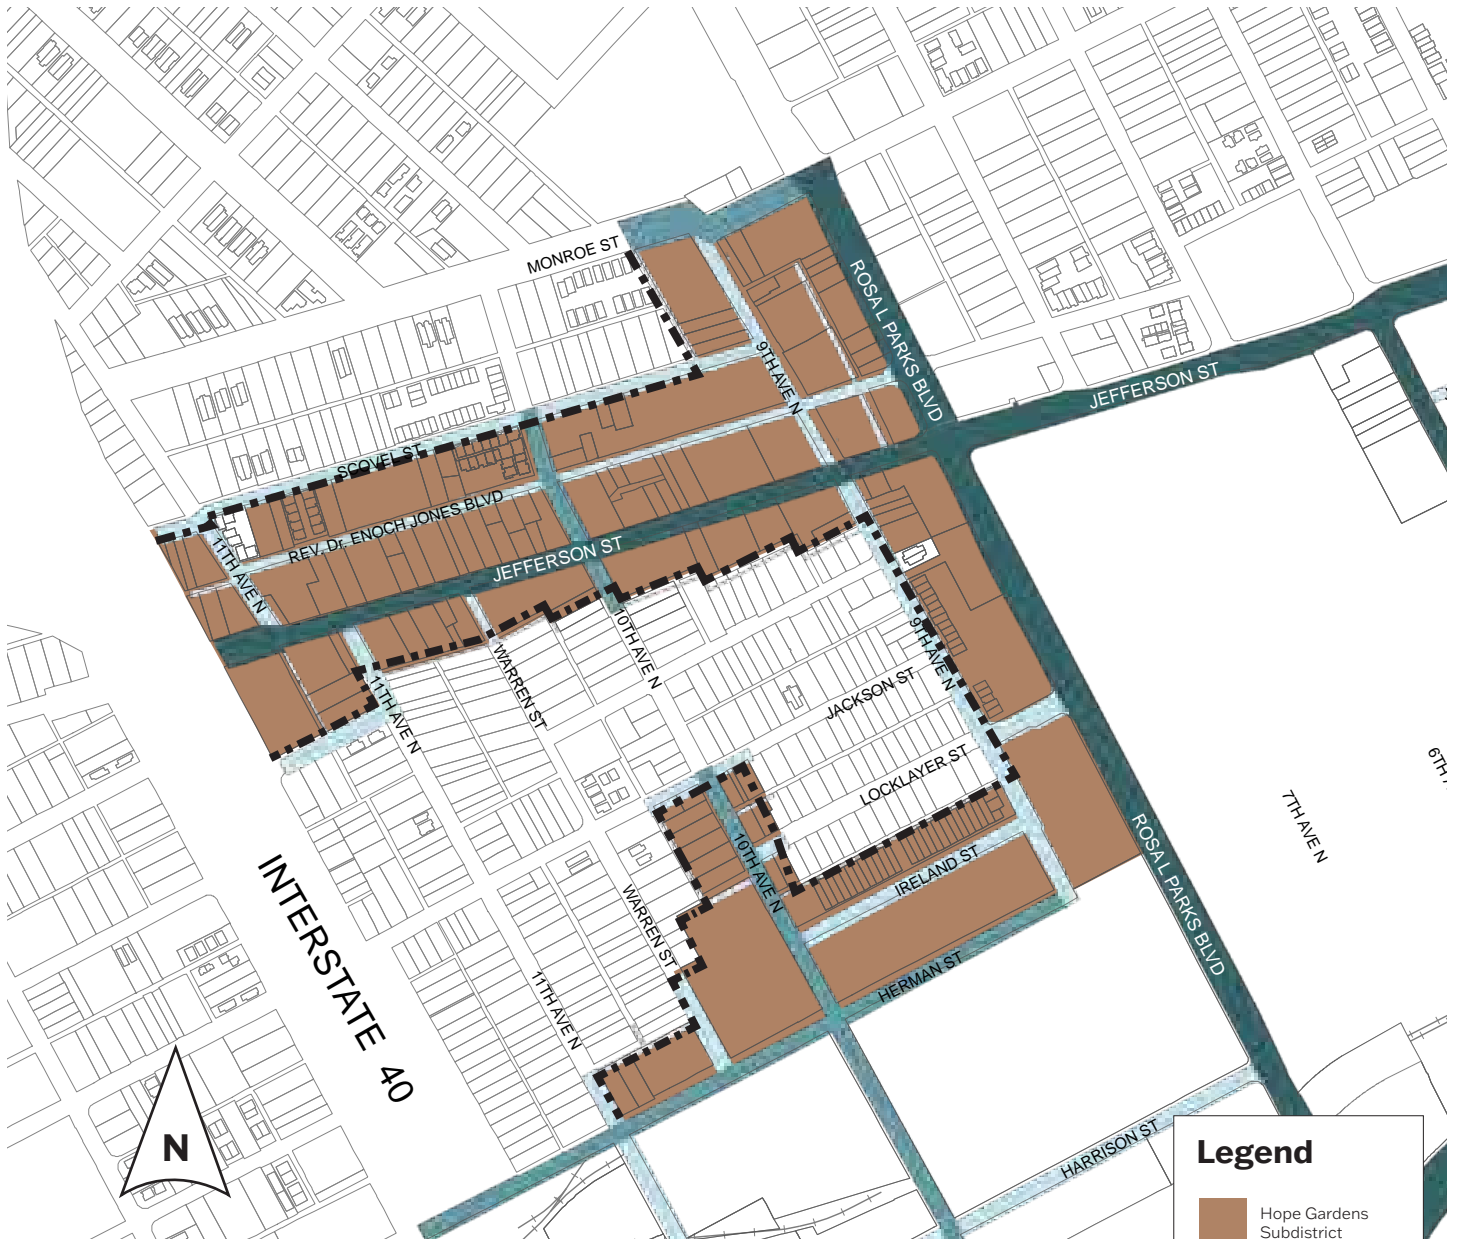 MONROE ST
ROSA L PARKS BLVD
9TH AVE N
JEFFERSON ST
SCOVEL ST
REV. Dr. ENOCH JONES BLVD
JEFFERSON ST
11TH AVE N
10TH AVE N
9TH AVE N
WARREN ST
11TH AVE N
JACKSON ST
LOCKLAYER ST
6TH
7TH AVE N
ROSA L PARKS BLVD
10TH AVE N
IRELAND ST
WARREN ST
HERMAN ST
11TH AVE N
INTERSTATE 40
HARRISON ST
N
Legend
Hope Gardens
Subdistrict